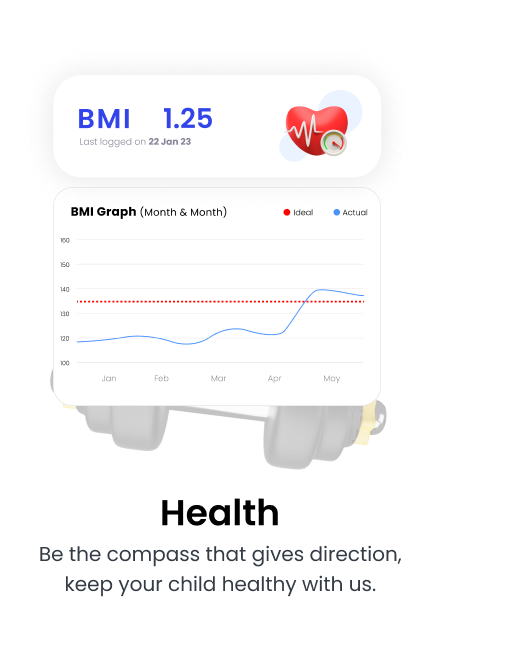 BMI 1.25
Last logged on 22 Jan 23
BMI Graph (Month & Month) Ideal Actual
160
150
140
130
120
100
Jan Feb Mar Apr May
Health
Be the compass that gives direction,
keep your child healthy with us.